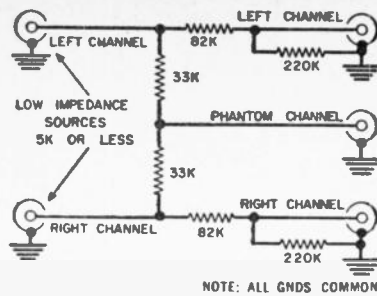 LEFT CHANNEL
LEFT CHANNEL
82K
220K
33K
LOW IMPEDANCE
SOURCES
5K OR LESS
PHANTOM CHANNEL
33K
RIGHT CHANNEL
RIGHT CHANNEL
82K
220K
NOTE: ALL GNDS COMMON